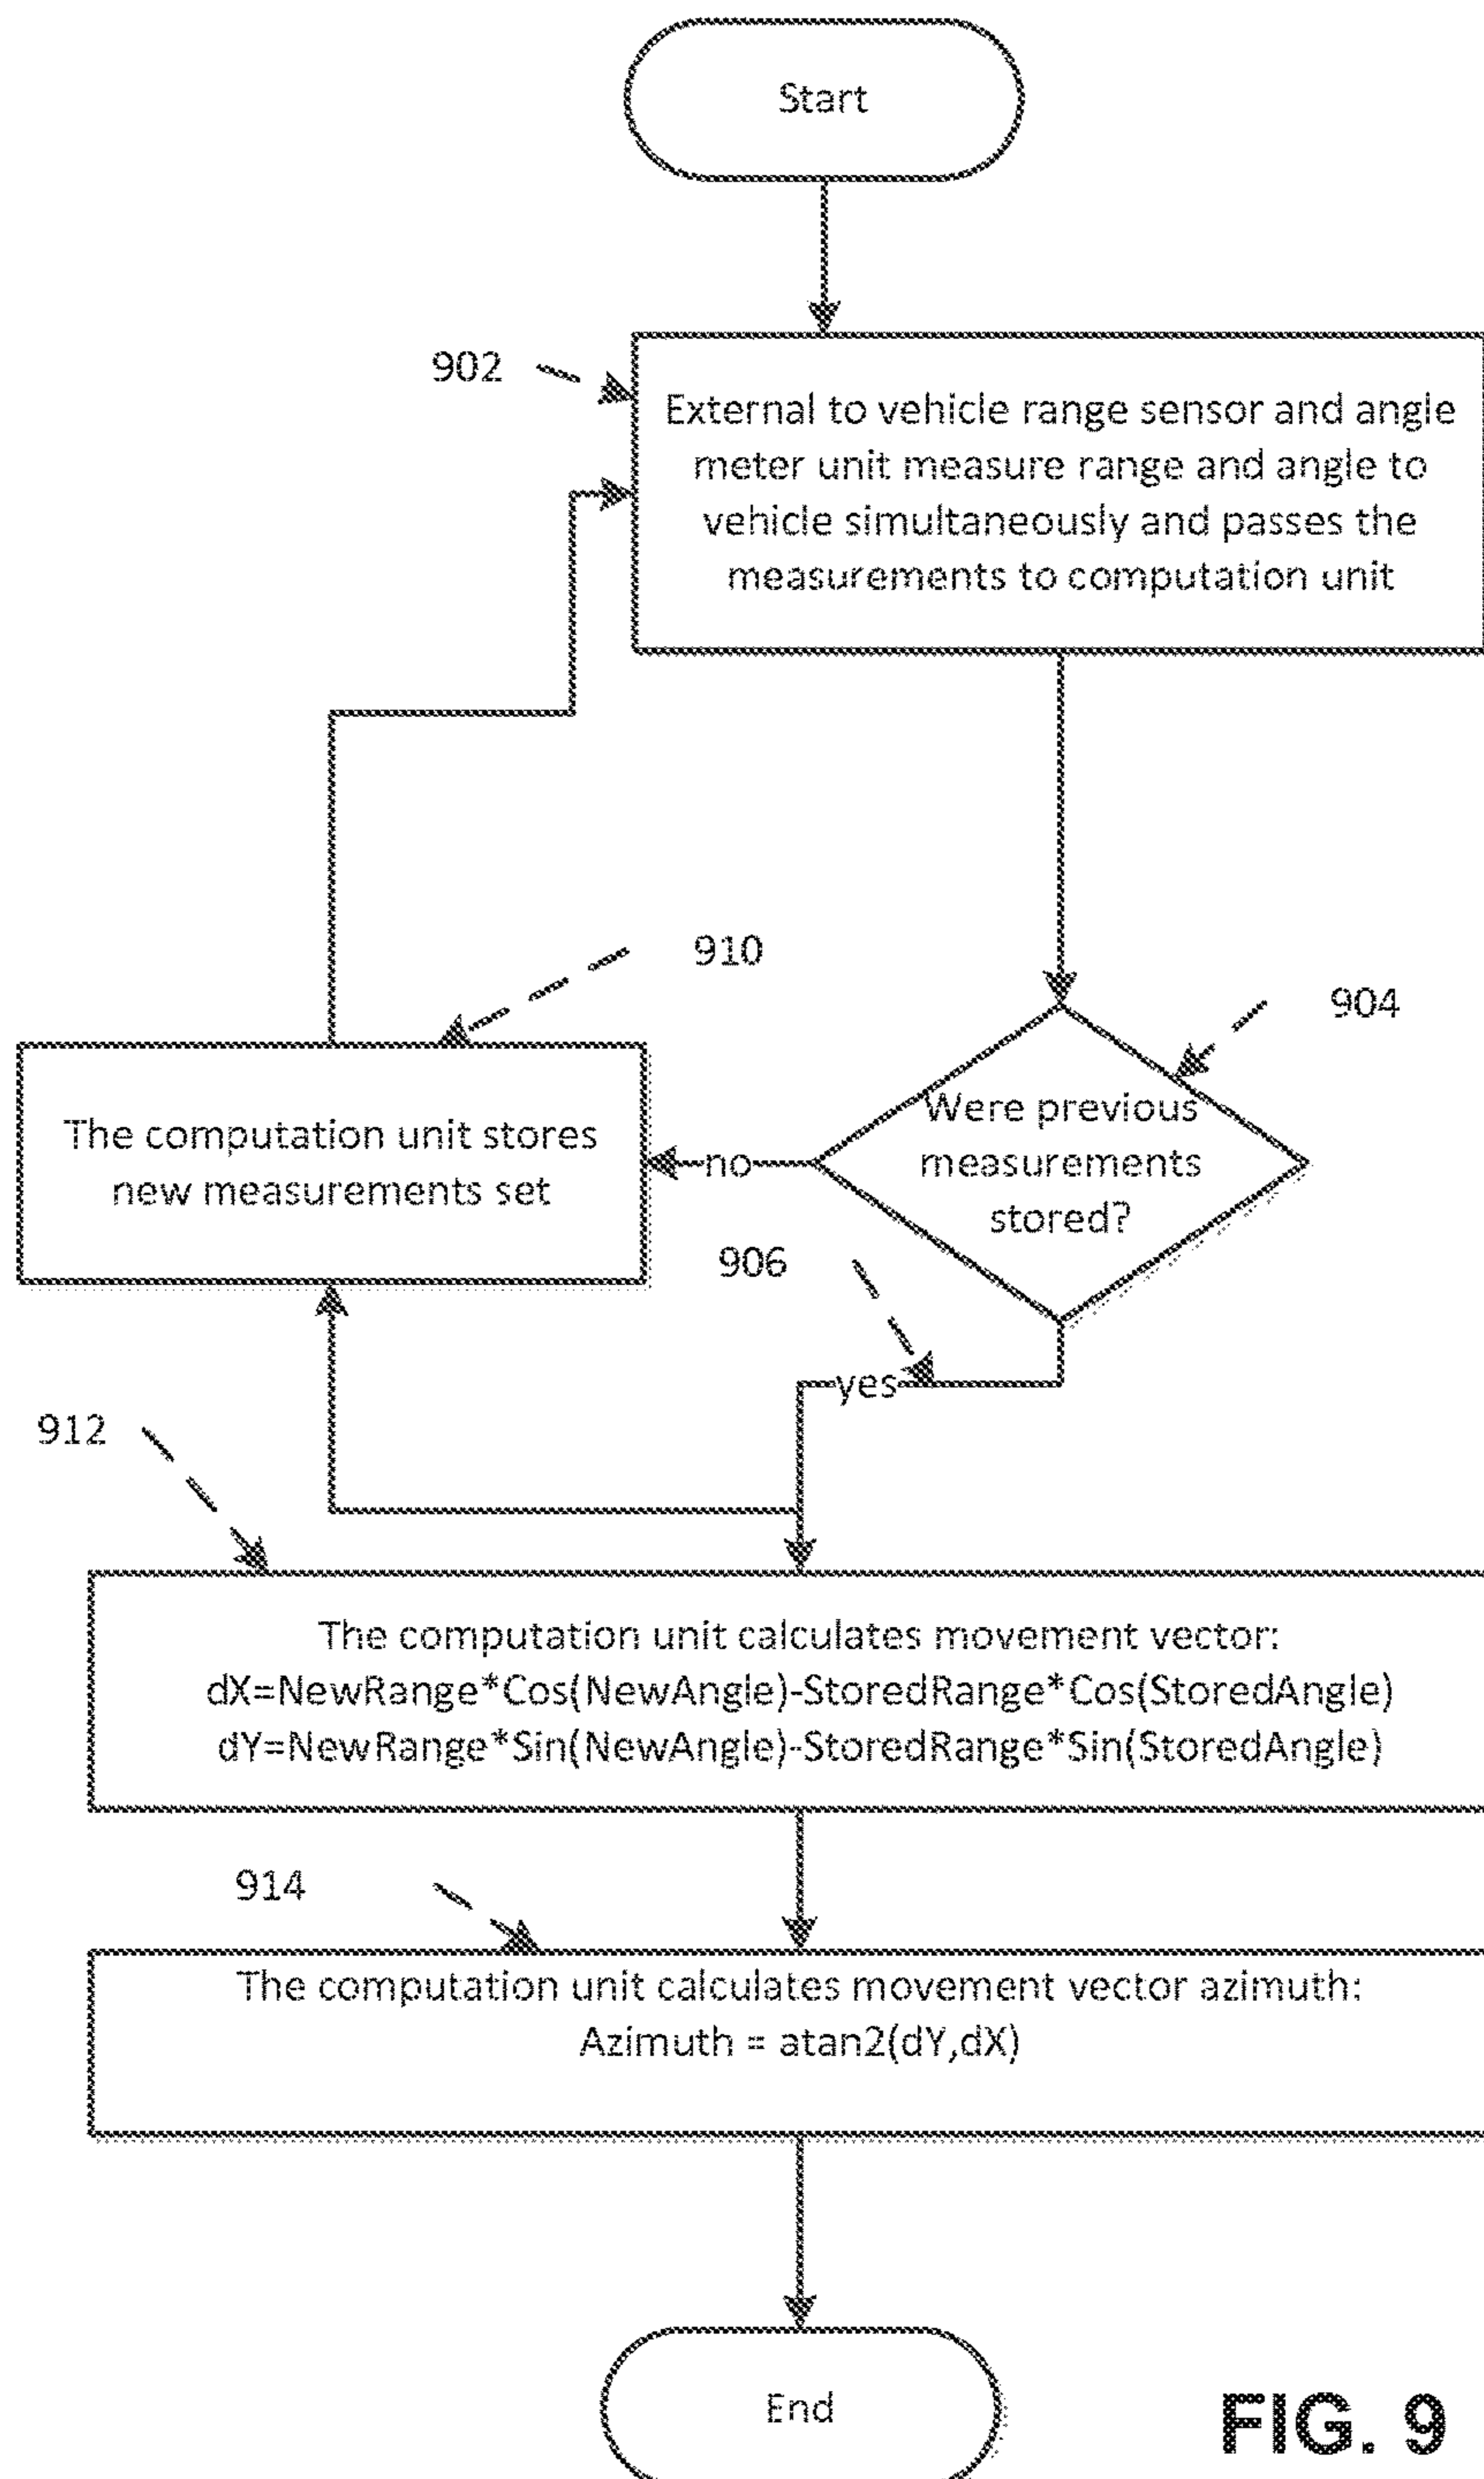 Start
902
External to vehicle range sensor and angle
meter unit measure range and angle to
vehicle simultaneously and passes the
measurements to computation unit
910
904
The computation unit stores
new measurements set
no
Were previous
measurements
stored?
906
yes
912
The computation unit calculates movement vector:
dX=NewRange*Cos(NewAngle)-StoredRange*Cos(StoredAngle)
dY=NewRange*Sin(NewAngle)-StoredRange*Sin(StoredAngle)
914
The computation unit calculates movement vector azimuth:
Azimuth = atan2(dY,dX)
End
FIG. 9